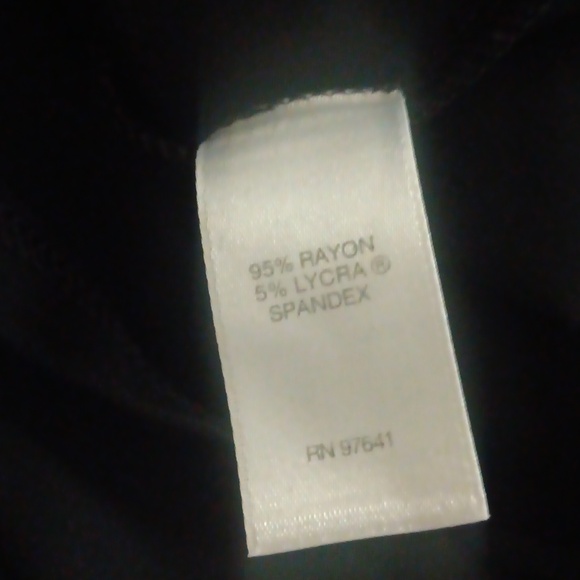 95% RAYON
5% LYCRA ®
SPANDEX
RN 97641